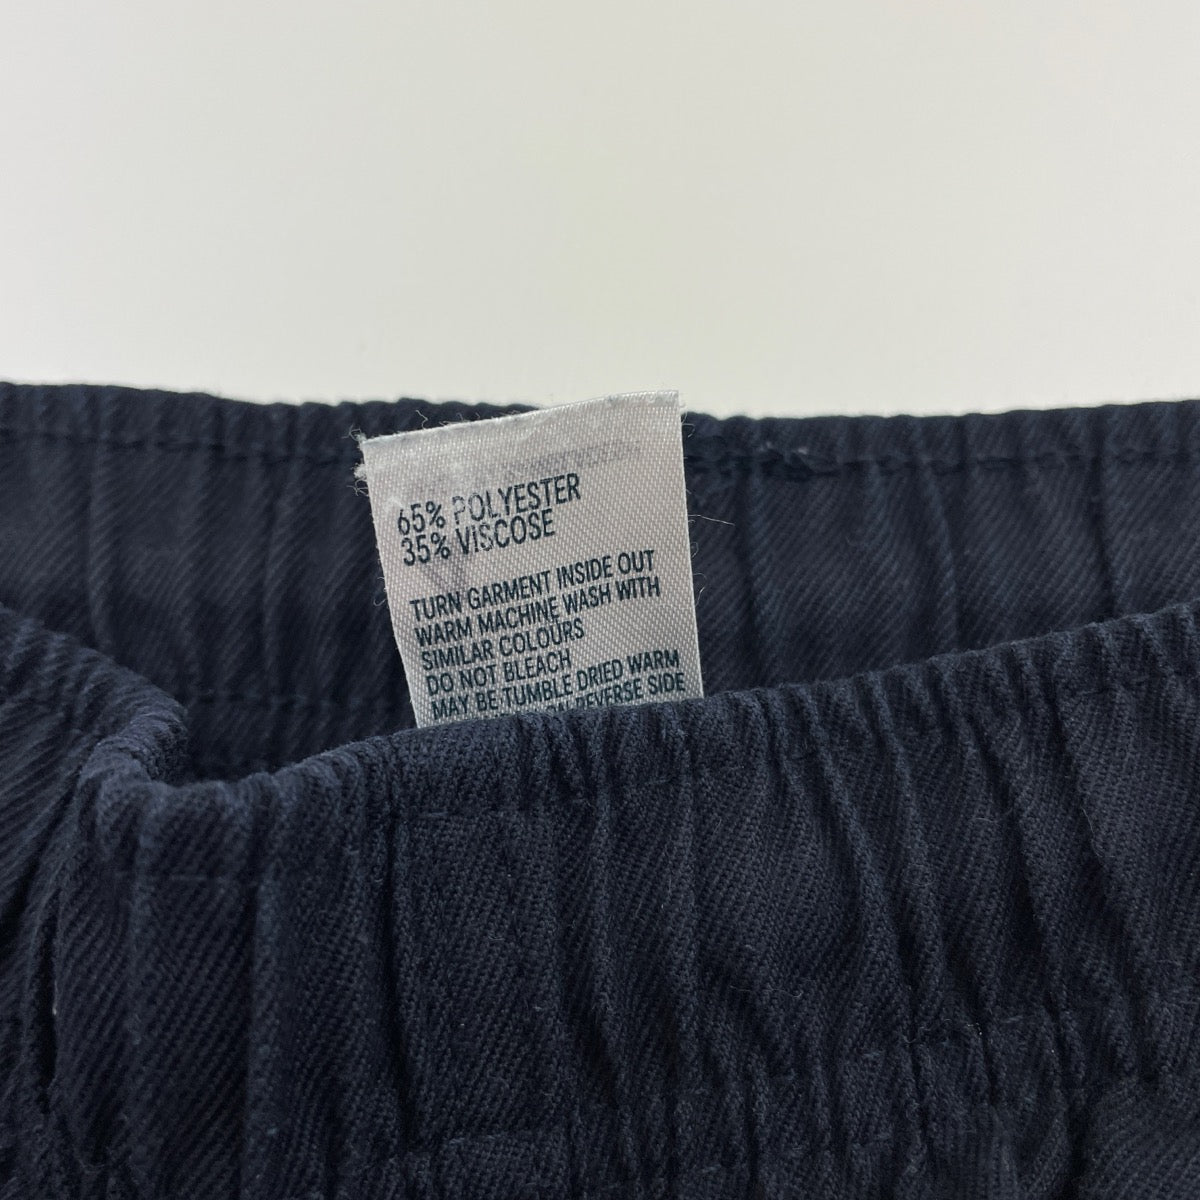 65% POLYESTER
35% VISCOSE
TURN GARMENT INSIDE OUT
WARM MACHINE WASH WITH
SIMILAR COLOURS
DO NOT BLEACH
MAY BE TUMBLE DRIED WARM
REVERSE SIDE